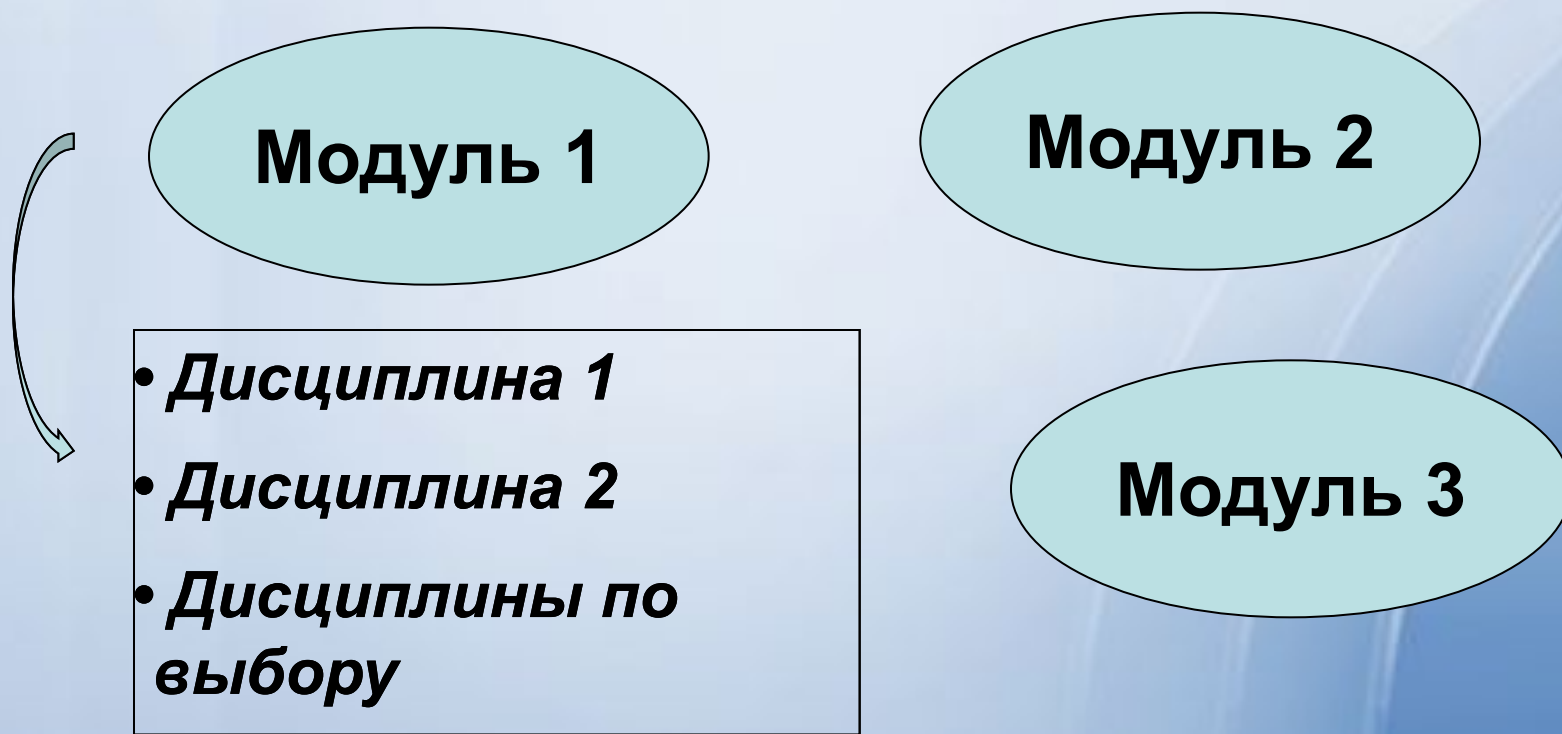 Модуль 1
Модуль 2
• Дисциплина 1
• Дисциплина 2
• Дисциплины по
выбору
Модуль 3